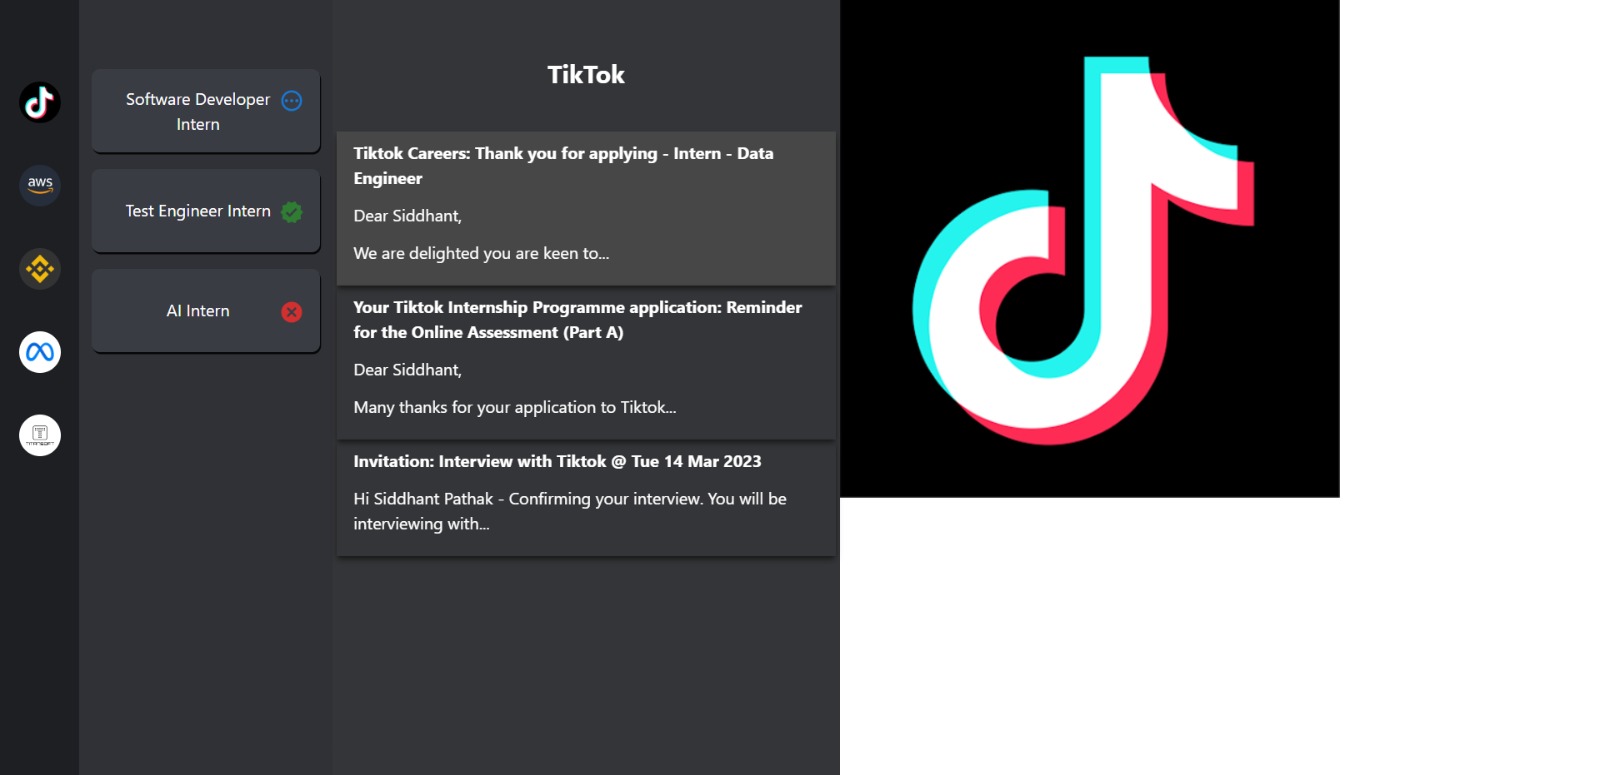 aws
Software Developer
Intern
Test Engineer Intern
AI Intern
TikTok
Tiktok Careers: Thank you for applying - Intern - Data
Engineer
Dear Siddhant,
We are delighted you are keen to...
Your Tiktok Internship Programme application: Reminder
for the Online Assessment (Part A)
Dear Siddhant,
Many thanks for your application to Tiktok...
Invitation: Interview with Tiktok @ Tue 14 Mar 2023
Hi Siddhant Pathak - Confirming your interview. You will be
interviewing with...